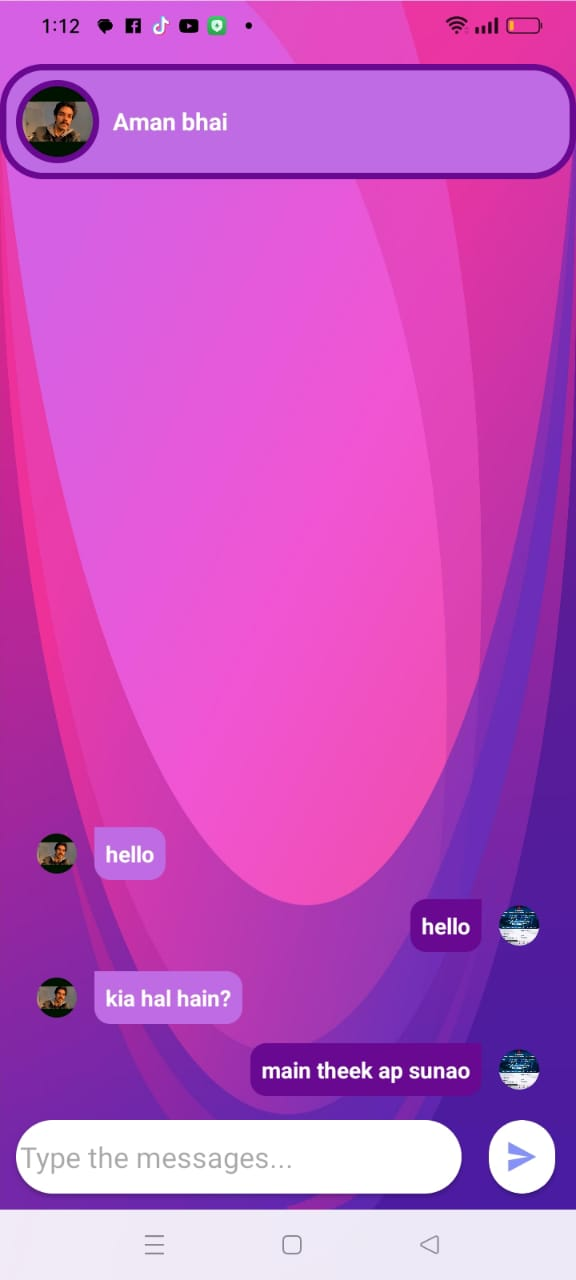 1:12
Aman bhai
hello
hello
kia hal hain?
main theek ap sunao
Type the messages...